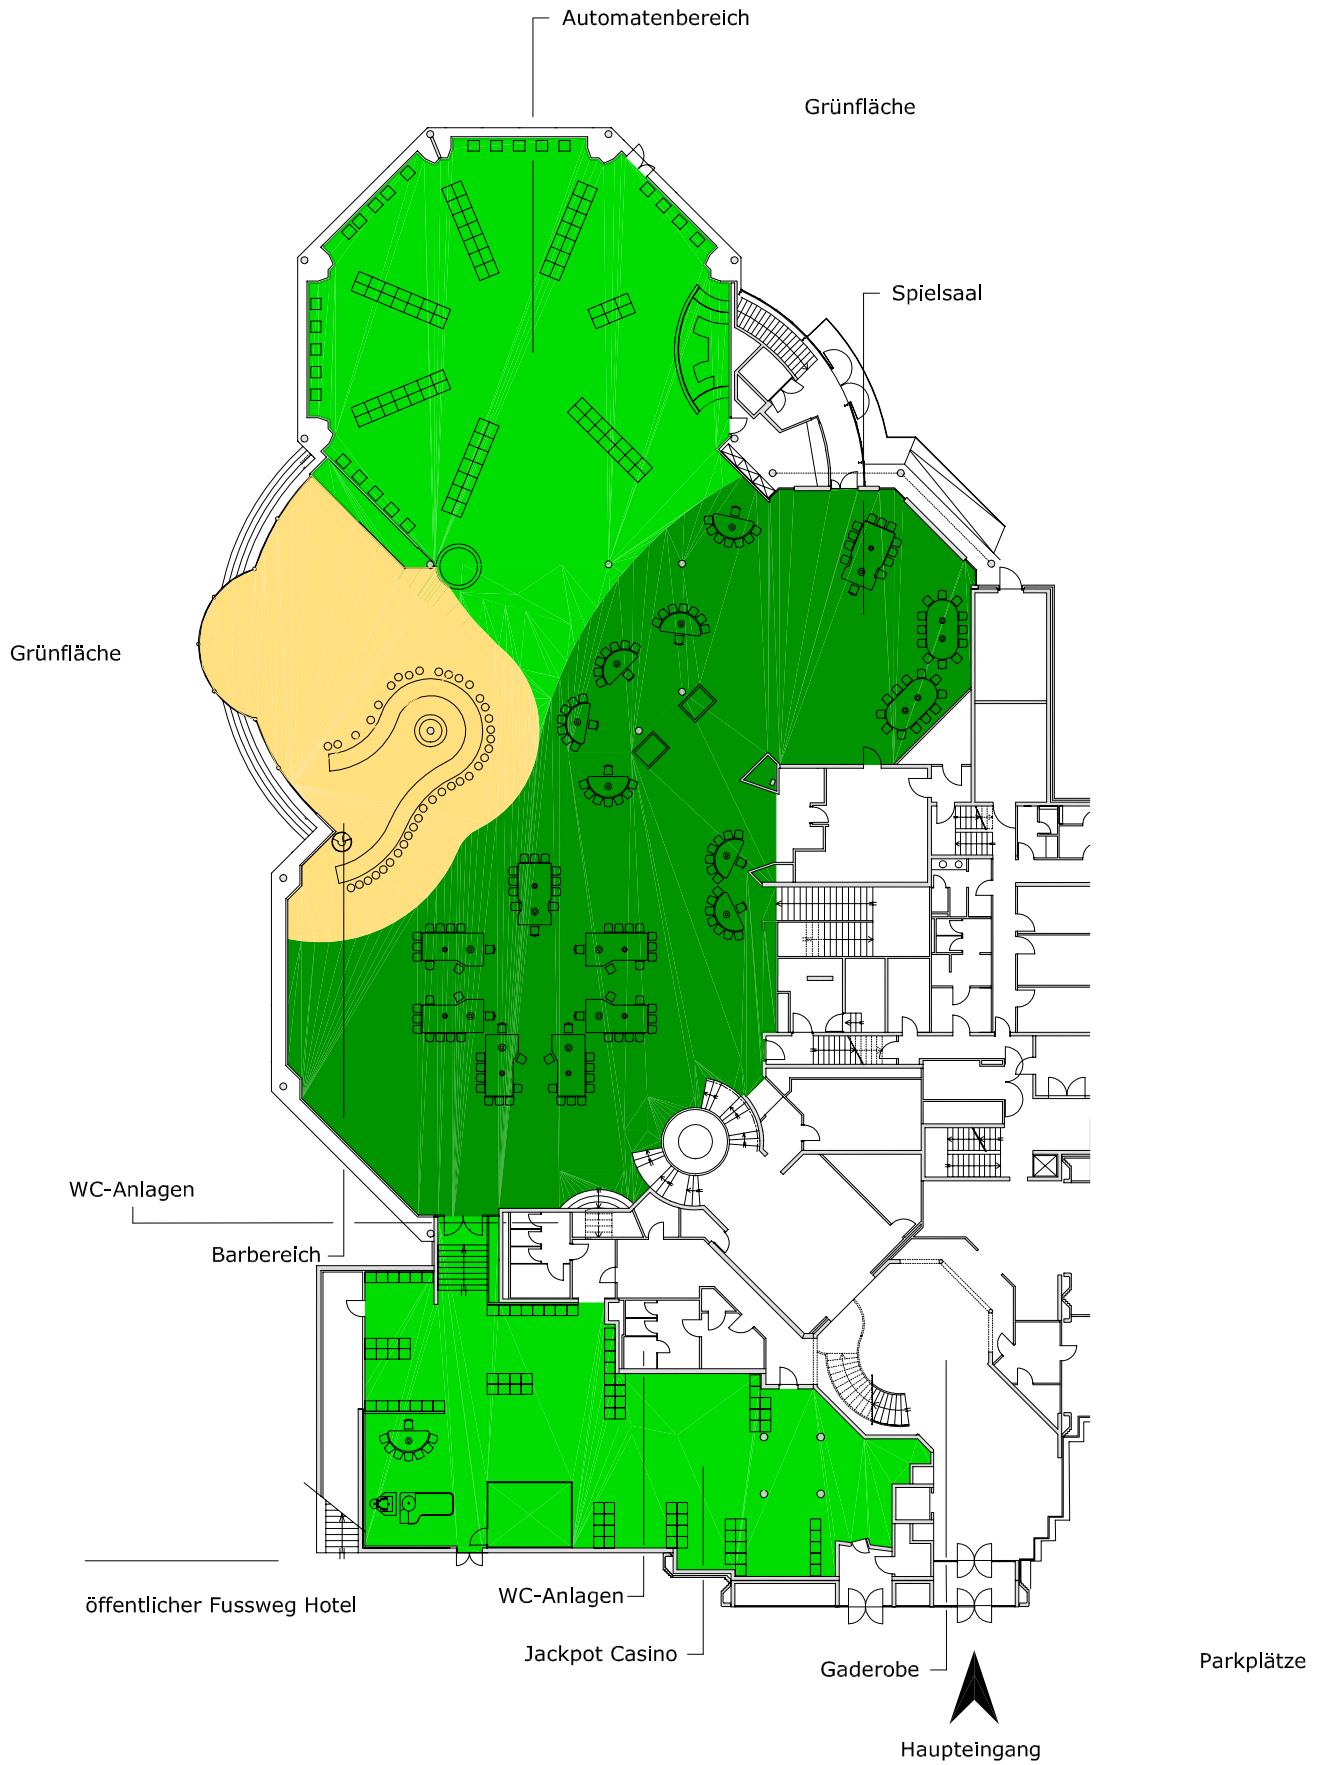 Automatenbereich
Grünfläche
Spielsaal
Grünfläche
WC-Anlagen
Barbereich
WC-Anlagen
öffentlicher Fussweg Hotel
Jackpot Casino
Gaderobe
Parkplätze
Haupteingang